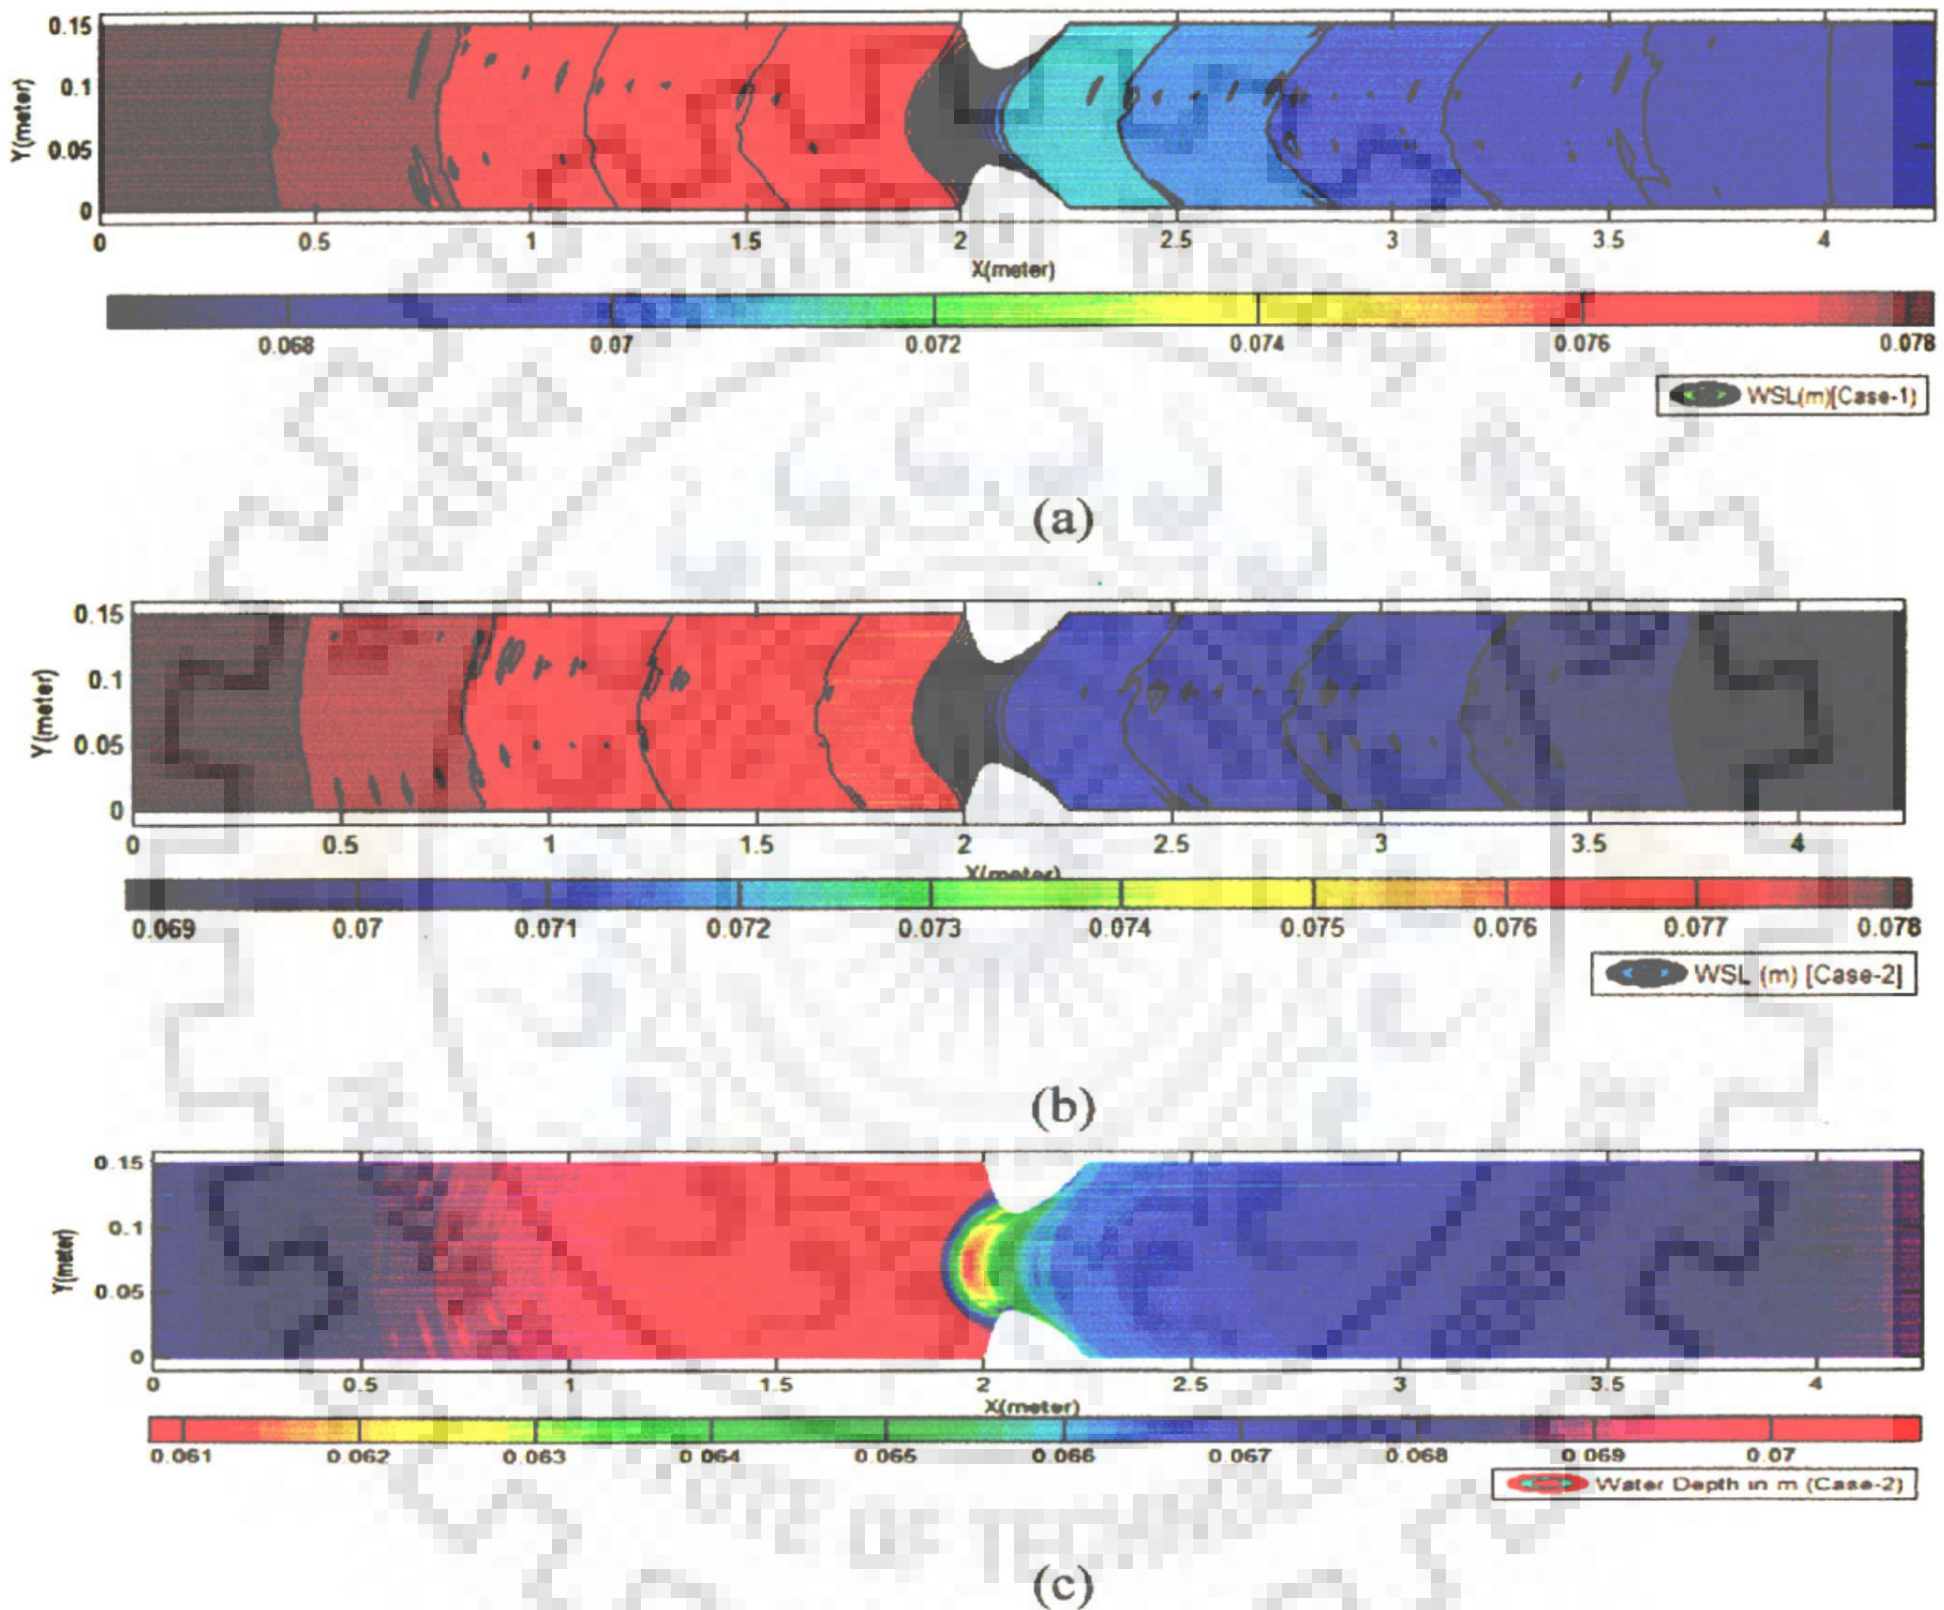 0.15
0.1
0.05
0
Y(meter)
0 0.5 1 1.5 2 2.5 3 3.5 4
X(meter)
0.068 0.07 0.072 0.074 0.076 0.078
WSL(m)[Case-1)
(a)
0.15
0.1
0.05
0
Y(meter)
0 0.5 1 1.5 2 2.5 3 3.5 4
X(meter)
0.069 0.07 0.071 0.072 0.073 0.074 0.075 0.076 0.077 0.078
WSL (m) [Case-2]
(b)
0.15
0.1
0.05
0
Y(meter)
0 0.5 1 1.5 2 2.5 3 3.5 4
X(meter)
0.061 0.062 0.063 0.064 0.065 0.066 0.067 0.068 0.069 0.07
Water Depth in m (Case-2)
OF
(c)